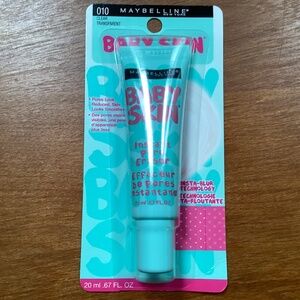 010
CLEAR
TRANSPARENT
MAYBELLINE
NEW YORK
BABY SKIN
MAYBELLINE
BABY
SKIN
Instant
Pore
Eraser
Effaceur
De Pores
Instantané
20 mL .67 FL. OZ.
INSTA-BLUR
TECHNOLOGY
TECHNOLOGIE
INSTA-FLOUTANTE
20 mL .67 FL. OZ.